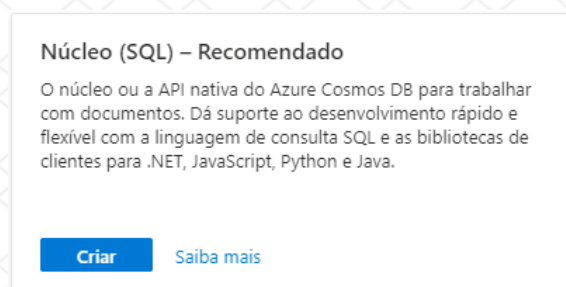 Núcleo (SQL) – Recomendado
O núcleo ou a API nativa do Azure Cosmos DB para trabalhar
com documentos. Dá suporte ao desenvolvimento rápido e
flexível com a linguagem de consulta SQL e as bibliotecas de
clientes para .NET, JavaScript, Python e Java.
Criar Saiba mais